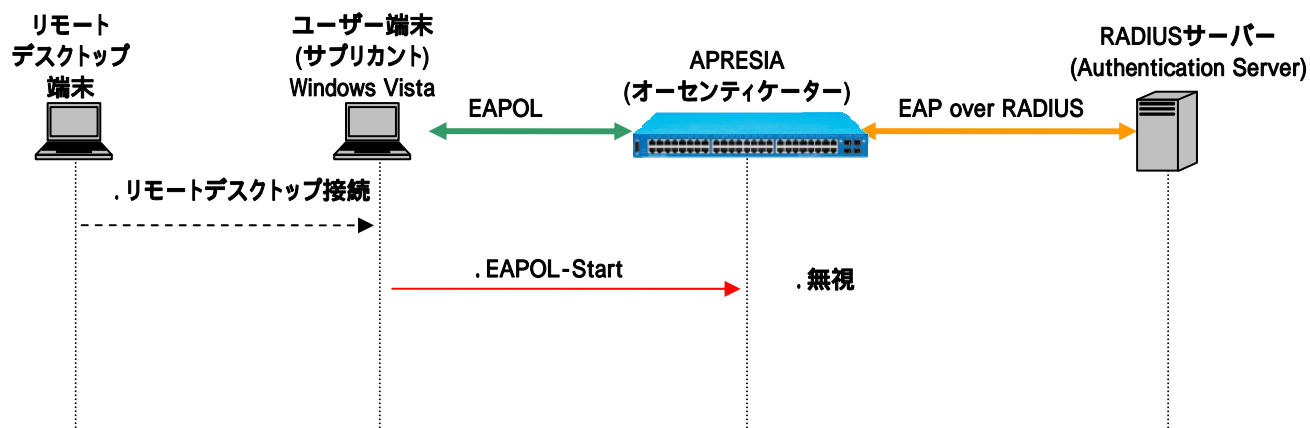 リモート
デスクトップ
端末
ユーザー端末
(サプリカント)
Windows Vista
APRESIA
(オーセンティケーター)
RADIUSサーバー
(Authentication Server)
EAPOL
EAP over RADIUS
.リモートデスクトップ接続
.EAPOL-Start
.無視